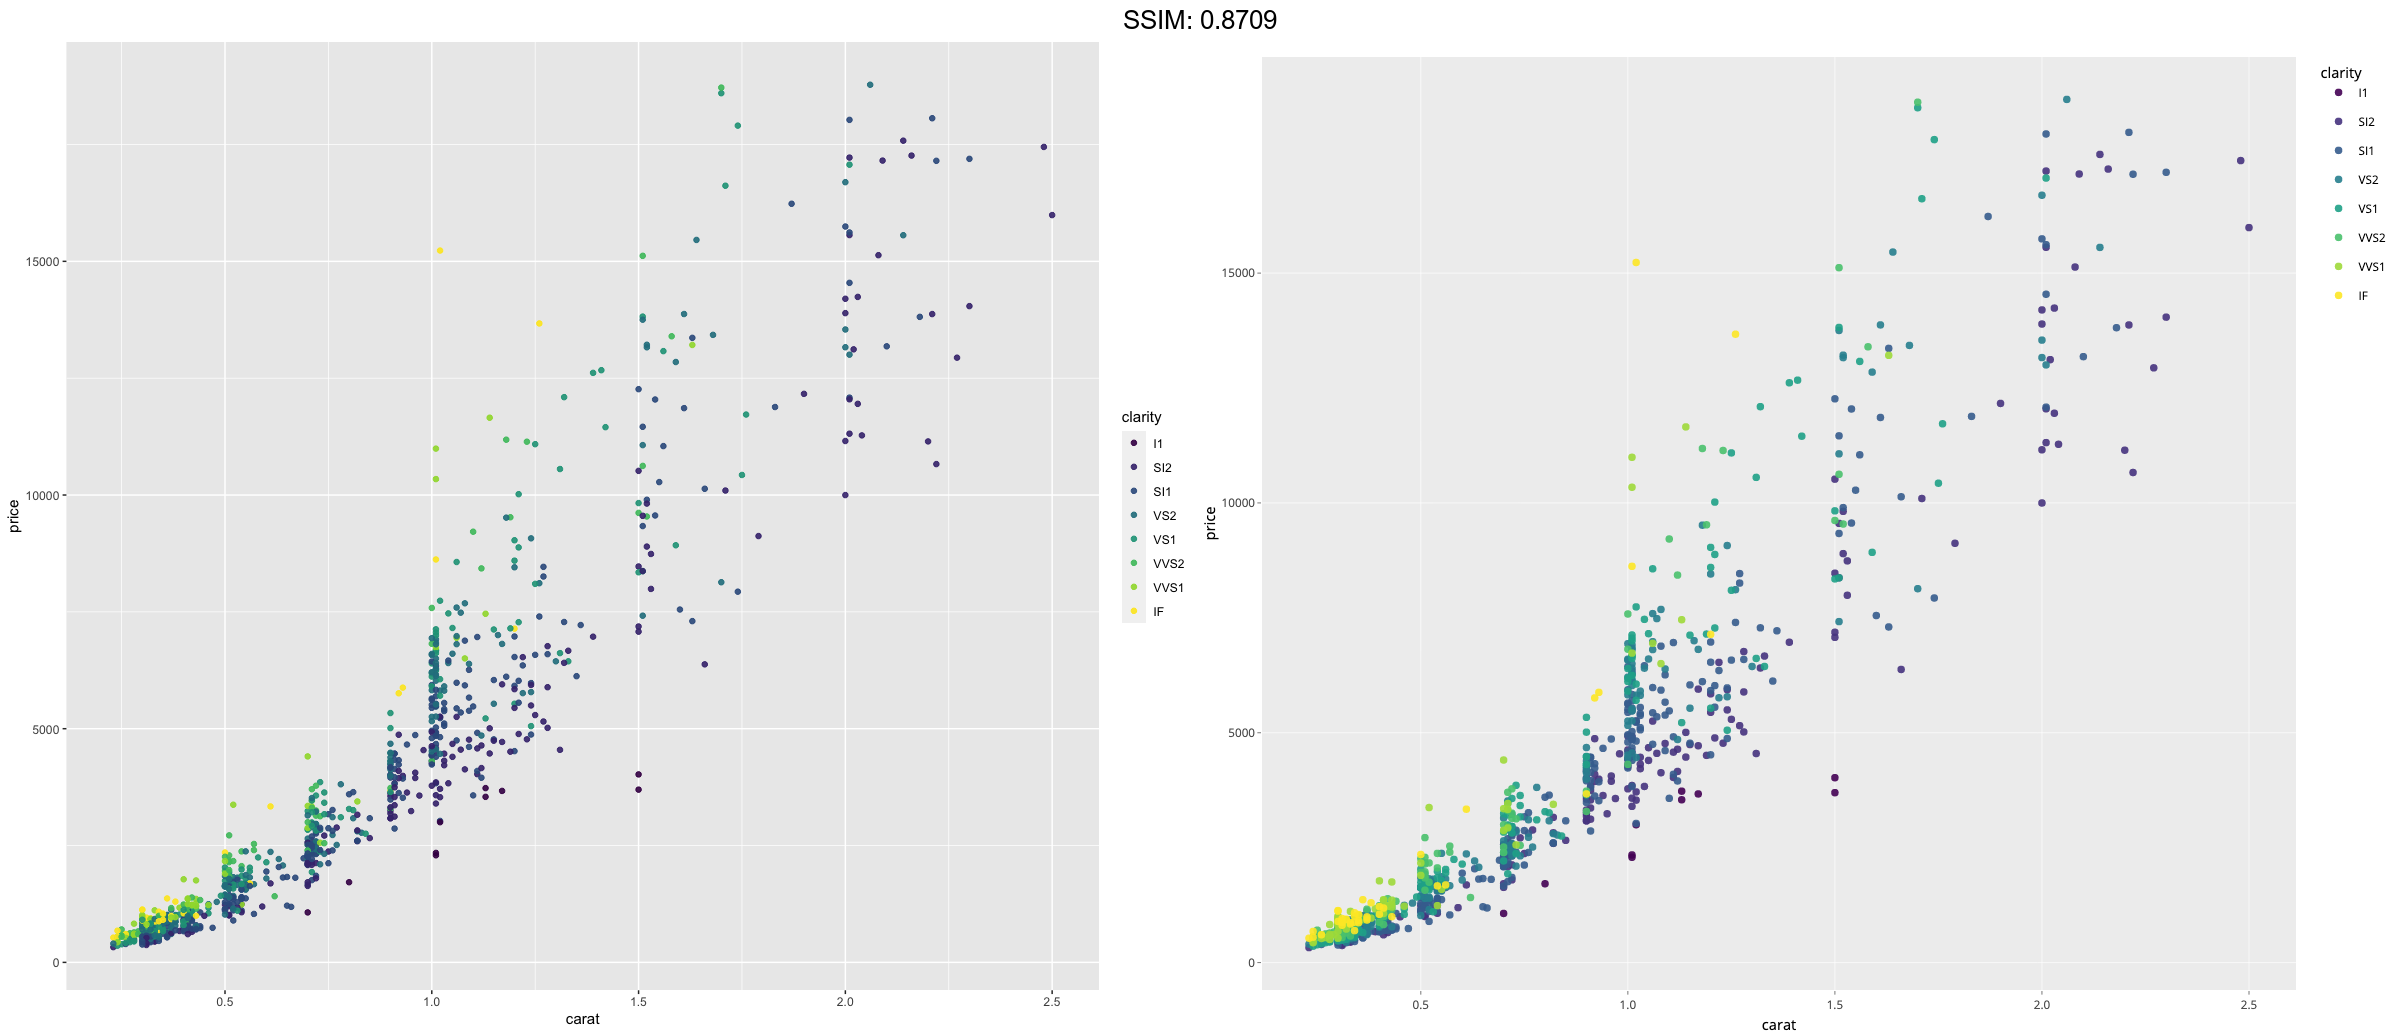 SSIM: 0.8709
price
15000
10000
5000
0
0.5
1.0
1.5
2.0
2.5
carat
clarity
I1
SI2
SI1
VS2
VS1
VVS2
VVS1
IF
price
15000
10000
5000
0
0.5
1.0
1.5
2.0
2.5
carat
clarity
I1
SI2
SI1
VS2
VS1
VVS2
VVS1
IF